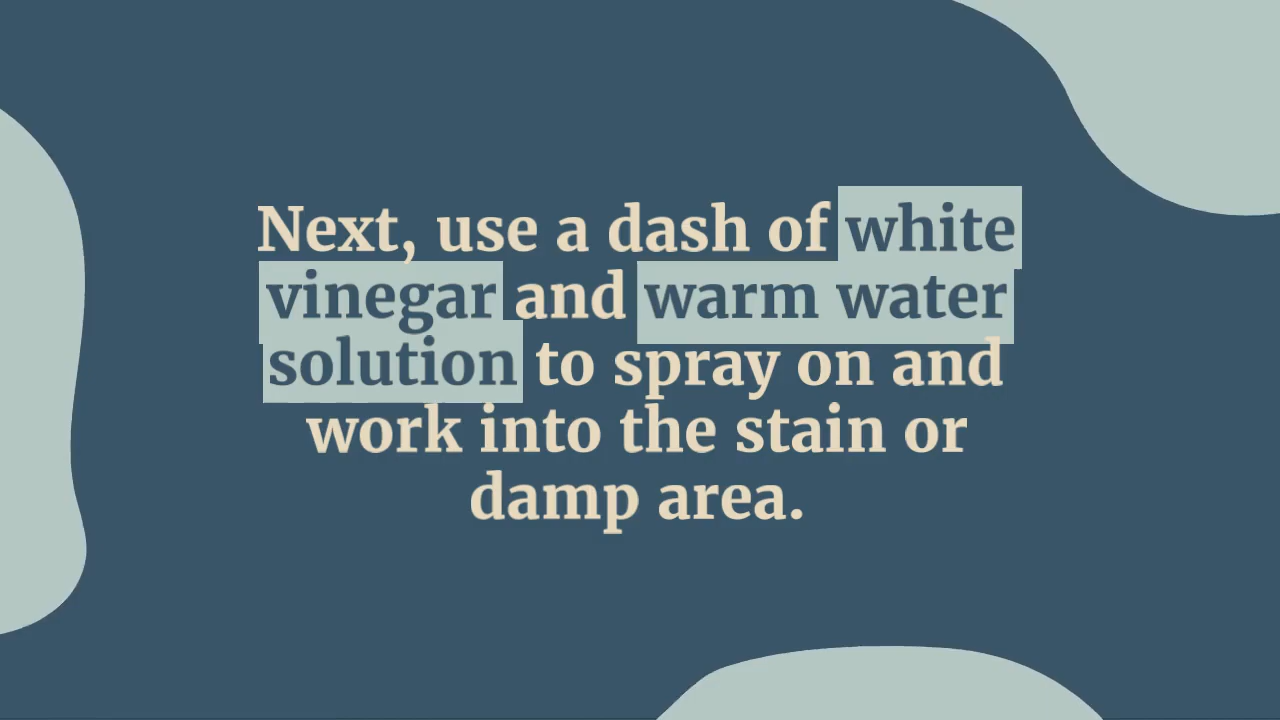 Next, use a dash of white
vinegar and warm water
solution to spray on and
work into the stain or
damp area.